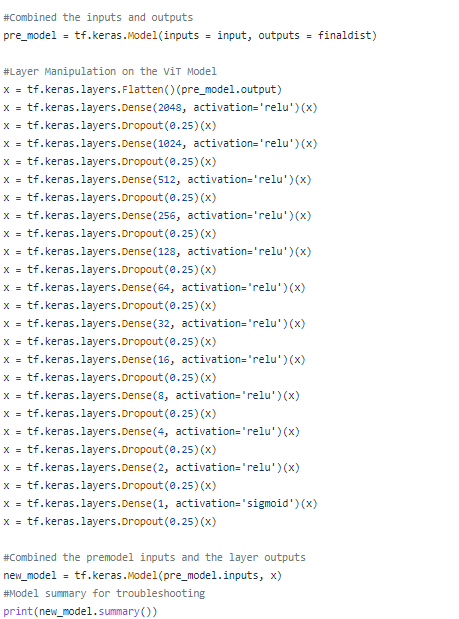 #Combined the inputs and outputs
pre_model = tf.keras.Model(inputs = input, outputs = finaldist)
#Layer Manipulation on the ViT Model
x = tf.keras.layers.Flatten()(pre_model.output)
x = tf.keras.layers.Dense(2048, activation='relu')(x)
x = tf.keras.layers.Dropout(0.25)(x)
x = tf.keras.layers.Dense(1024, activation='relu')(x)
x = tf.keras.layers.Dropout(0.25)(x)
x = tf.keras.layers.Dense(512, activation='relu')(x)
x = tf.keras.layers.Dropout(0.25)(x)
x = tf.keras.layers.Dense(256, activation='relu')(x)
x = tf.keras.layers.Dropout(0.25)(x)
x = tf.keras.layers.Dense(128, activation='relu')(x)
x = tf.keras.layers.Dropout(0.25)(x)
x = tf.keras.layers.Dense(64, activation='relu')(x)
x = tf.keras.layers.Dropout(0.25)(x)
x = tf.keras.layers.Dense(32, activation='relu')(x)
x = tf.keras.layers.Dropout(0.25)(x)
x = tf.keras.layers.Dense(16, activation='relu')(x)
x = tf.keras.layers.Dropout(0.25)(x)
x = tf.keras.layers.Dense(8, activation='relu')(x)
x = tf.keras.layers.Dropout(0.25)(x)
x = tf.keras.layers.Dense(4, activation='relu')(x)
x = tf.keras.layers.Dropout(0.25)(x)
x = tf.keras.layers.Dense(2, activation='relu')(x)
x = tf.keras.layers.Dropout(0.25)(x)
x = tf.keras.layers.Dense(1, activation='sigmoid')(x)
x = tf.keras.layers.Dropout(0.25)(x)
#Combined the premodel inputs and the layer outputs
new_model = tf.keras.Model(pre_model.inputs, x)
#Model summary for troubleshooting
print(new_model.summary())